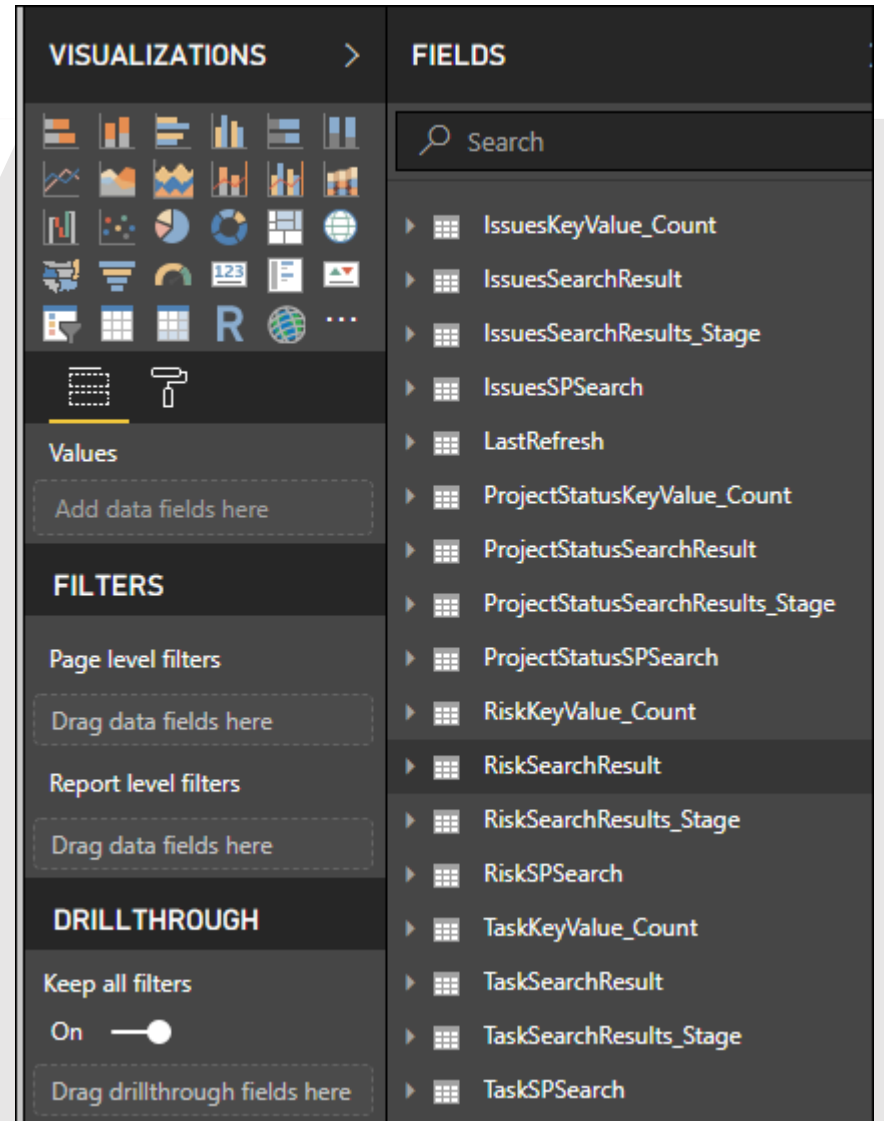 VISUALIZATIONS
123
R
Values
Add data fields here
FILTERS
Page level filters
Drag data fields here
Report level filters
Drag data fields here
DRILLTHROUGH
Keep all filters
On
Drag drillthrough fields here
FIELDS
Search
IssuesKeyValue_Count
IssuesSearchResult
IssuesSearchResults_Stage
IssuesSPSearch
LastRefresh
ProjectStatusKeyValue_Count
ProjectStatusSearchResult
ProjectStatusSearchResults_Stage
ProjectStatusSPSearch
RiskKeyValue_Count
RiskSearchResult
RiskSearchResults_Stage
RiskSPSearch
TaskKeyValue_Count
TaskSearchResult
TaskSearchResults_Stage
TaskSPSearch